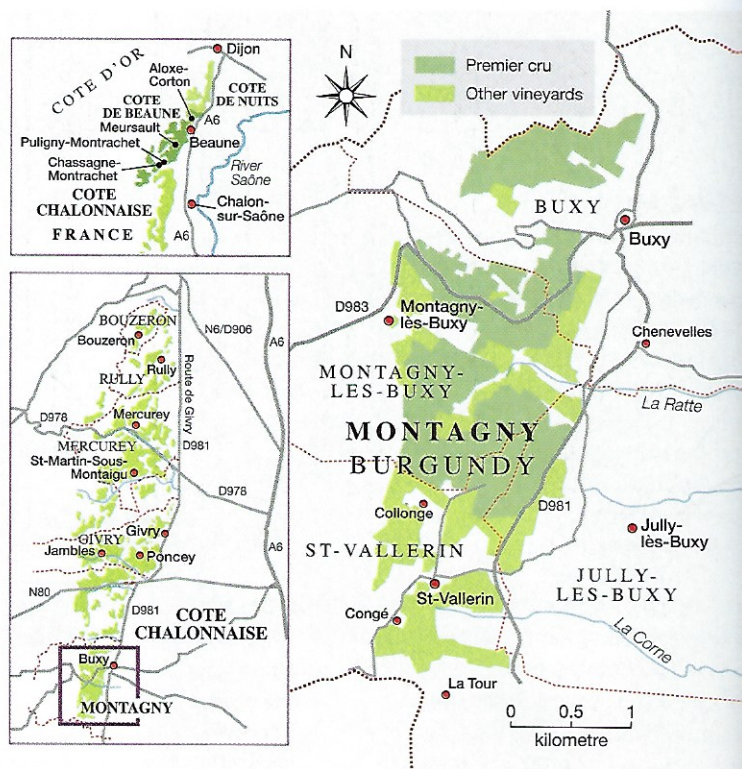 Dijon
COTE D'OR
Aloxe-
Corton
COTE
DE NUITS
COTE
DE BEAUNE
A6
Meursault
Beaune
Puligny-Montrachet
Chassagne-
Montrachet
River
Saône
COTE
CHALONNAISE
Chalon-
sur-Saône
FRANCE
A6
BOUZERON
Bouzeron
N6/D906
A6
RULLY
Rully
Route de Givry
D978
Mercurey
MERCUREY
D981
St-Martin-Sous-
Montaigu
D978
GIVRY
Givry
Jambles
Poncey
A6
N80
D981
COTE
CHALONNAISE
Buxy
MONTAGNY
N
Premier cru
Other vineyards
BUXY
Buxy
D983
Montagny-
lès-Buxy
Chenevelles
MONTAGNY-
LES-BUXY
La Ratte
MONTAGNY
BURGUNDY
D981
Collonge
Jully-
lès-Buxy
ST-VALLERIN
JULLY-
LES-BUXY
St-Vallerin
Congé
La Corne
La Tour
0 0.5 1
kilometre